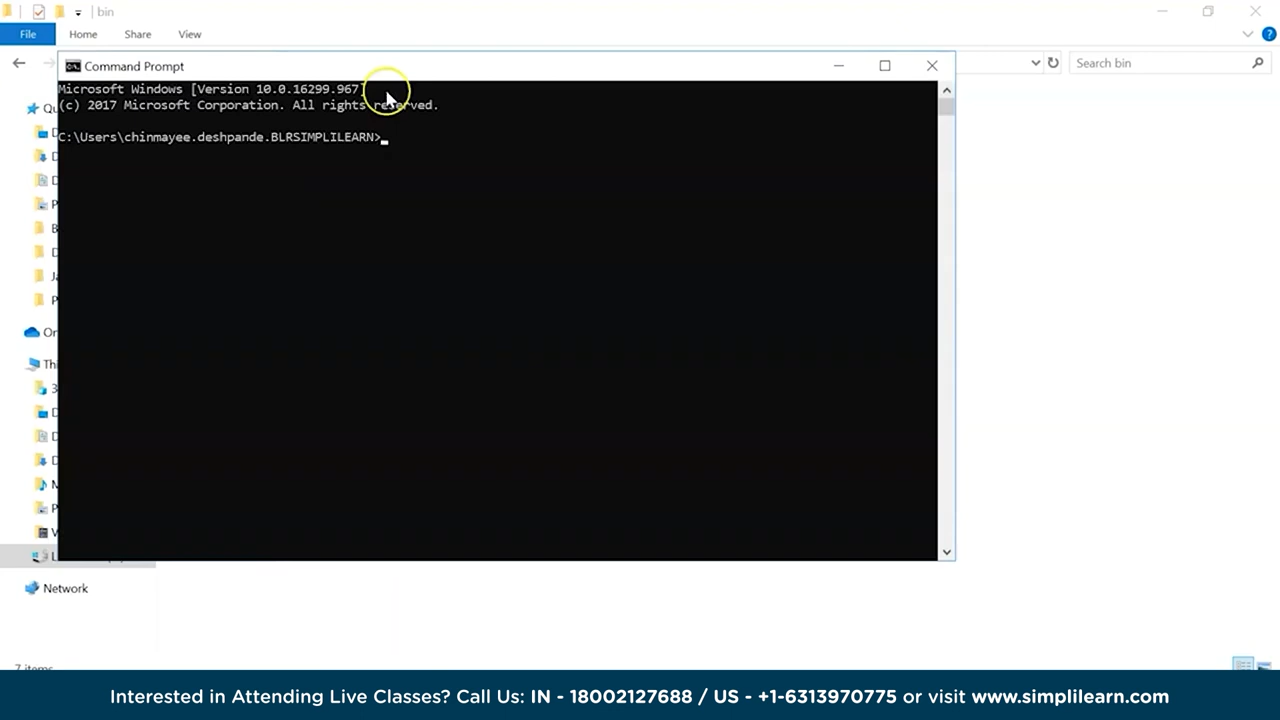 bin
File Home Share View
Command Prompt
Search bin
Microsoft Windows [Version 10.0.16299.967]
(c) 2017 Microsoft Corporation. All rights reserved.
C:\Users\chinmayee.deshpande.BLRSIMPLILEARN>
Network
7 items
Interested in Attending Live Classes? Call Us: IN - 18002127688 / US - +1-6313970775 or visit www.simplilearn.com